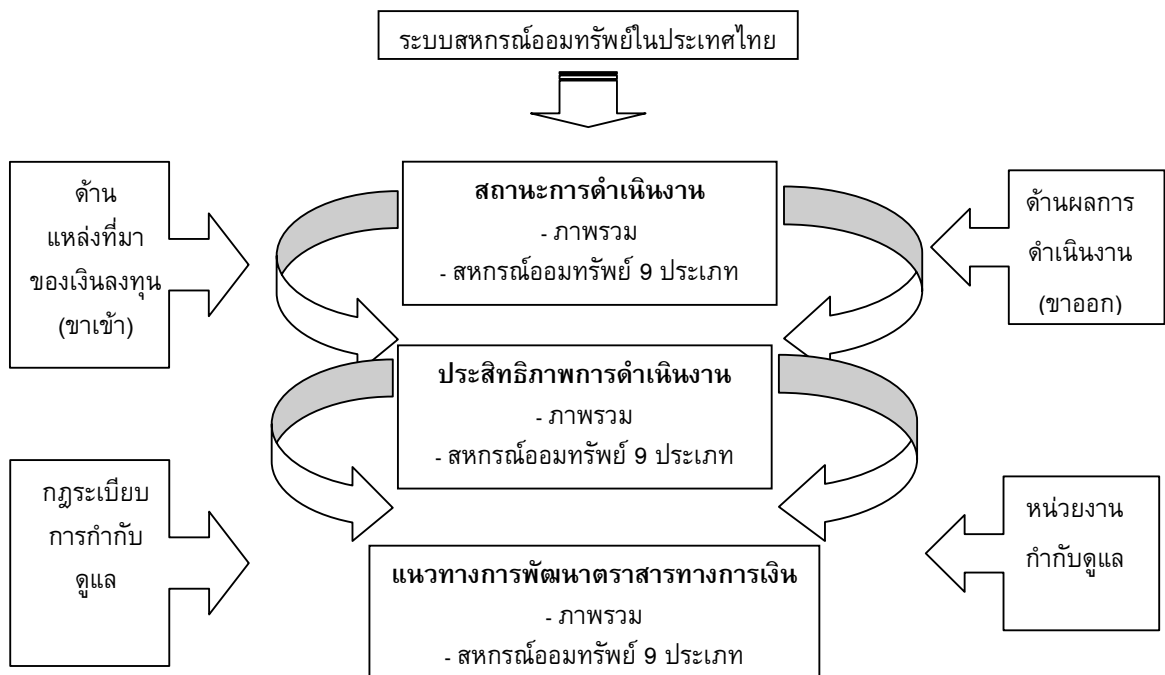 ระบบสหกรณ์ออมทรัพย์ในประเทศไทย
ด้าน
แหล่งที่มา
ของเงินลงทุน
(ขาเข้า)
สถานะการดำเนินงาน
- ภาพรวม
- สหกรณ์ออมทรัพย์ 9 ประเภท
ด้านผลการ
ดำเนินงาน
(ขาออก)
ประสิทธิภาพการดำเนินงาน
- ภาพรวม
- สหกรณ์ออมทรัพย์ 9 ประเภท
กฎระเบียบ
การกำกับ
ดูแล
แนวทางการพัฒนาตราสารทางการเงิน
- ภาพรวม
- สหกรณ์ออมทรัพย์ 9 ประเภท
หน่วยงาน
กำกับดูแล